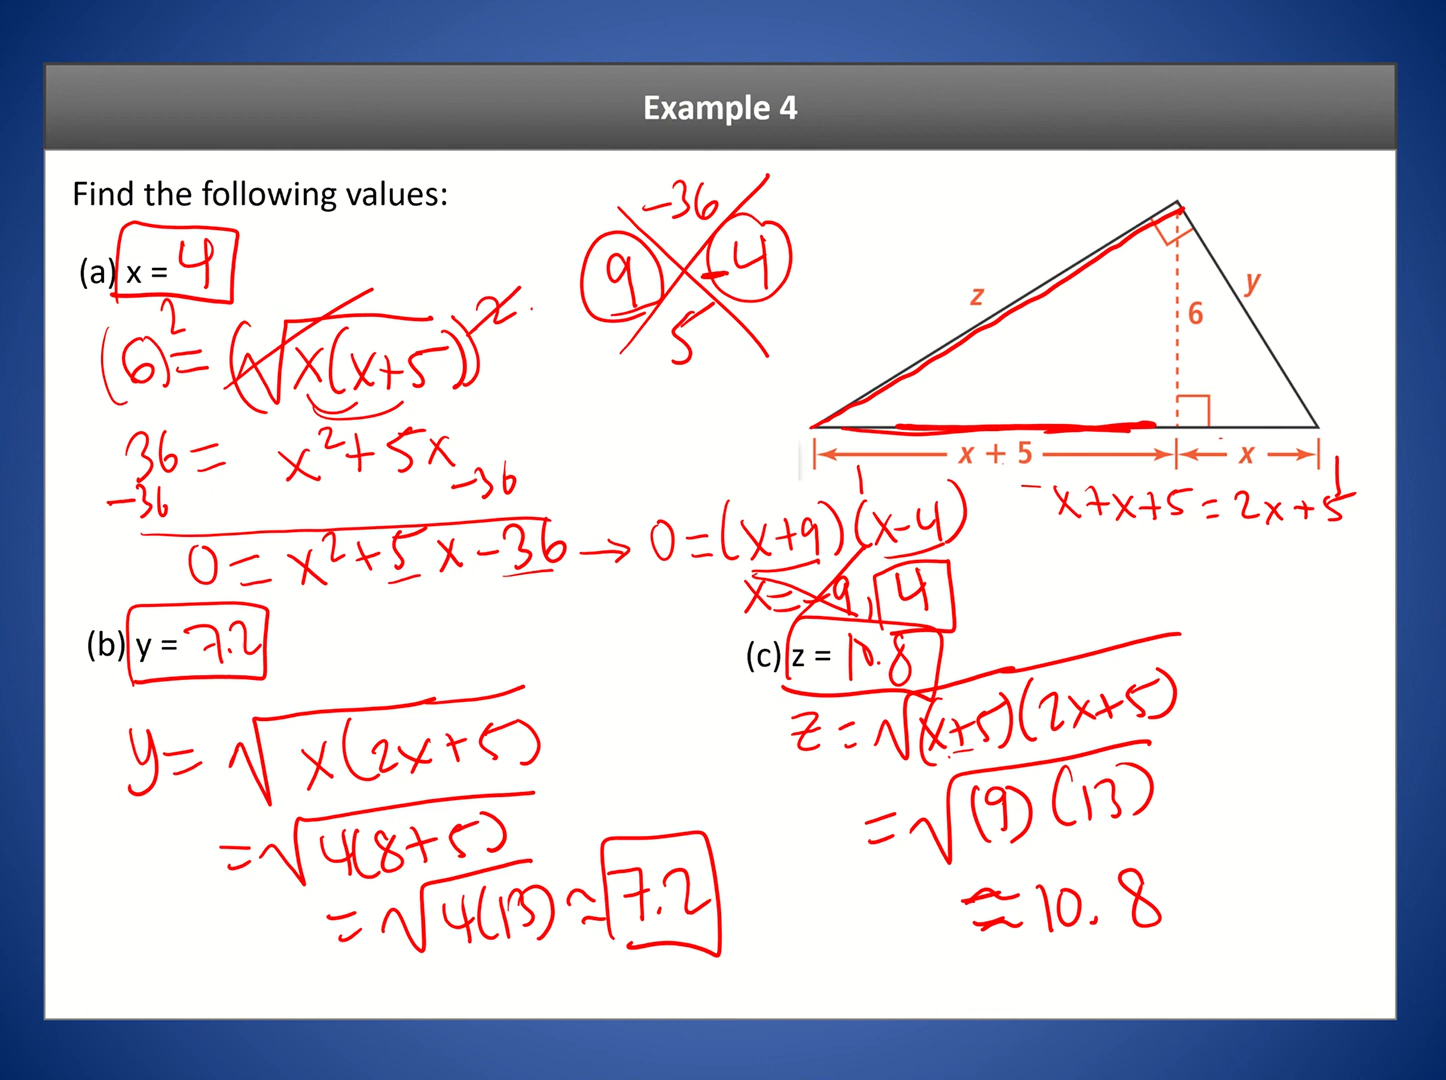 Example 4
Find the following values:
(a) x = 4
(6)² = (√x(x+5))²
36 = x² + 5x
-36 -36
0 = x² + 5x - 36 → 0 = (x+9)(x-4)
x = -9, 4
-36
9 -4
5
z
6
y
x + 5
x
x+x+5 = 2x+5
(b) y = 7.2
y = √x(2x+5)
= √4(8+5)
= √4(13) ≈ 7.2
(c) z = 10.8
z = √(x+5)(2x+5)
= √(9)(13)
≈ 10.8